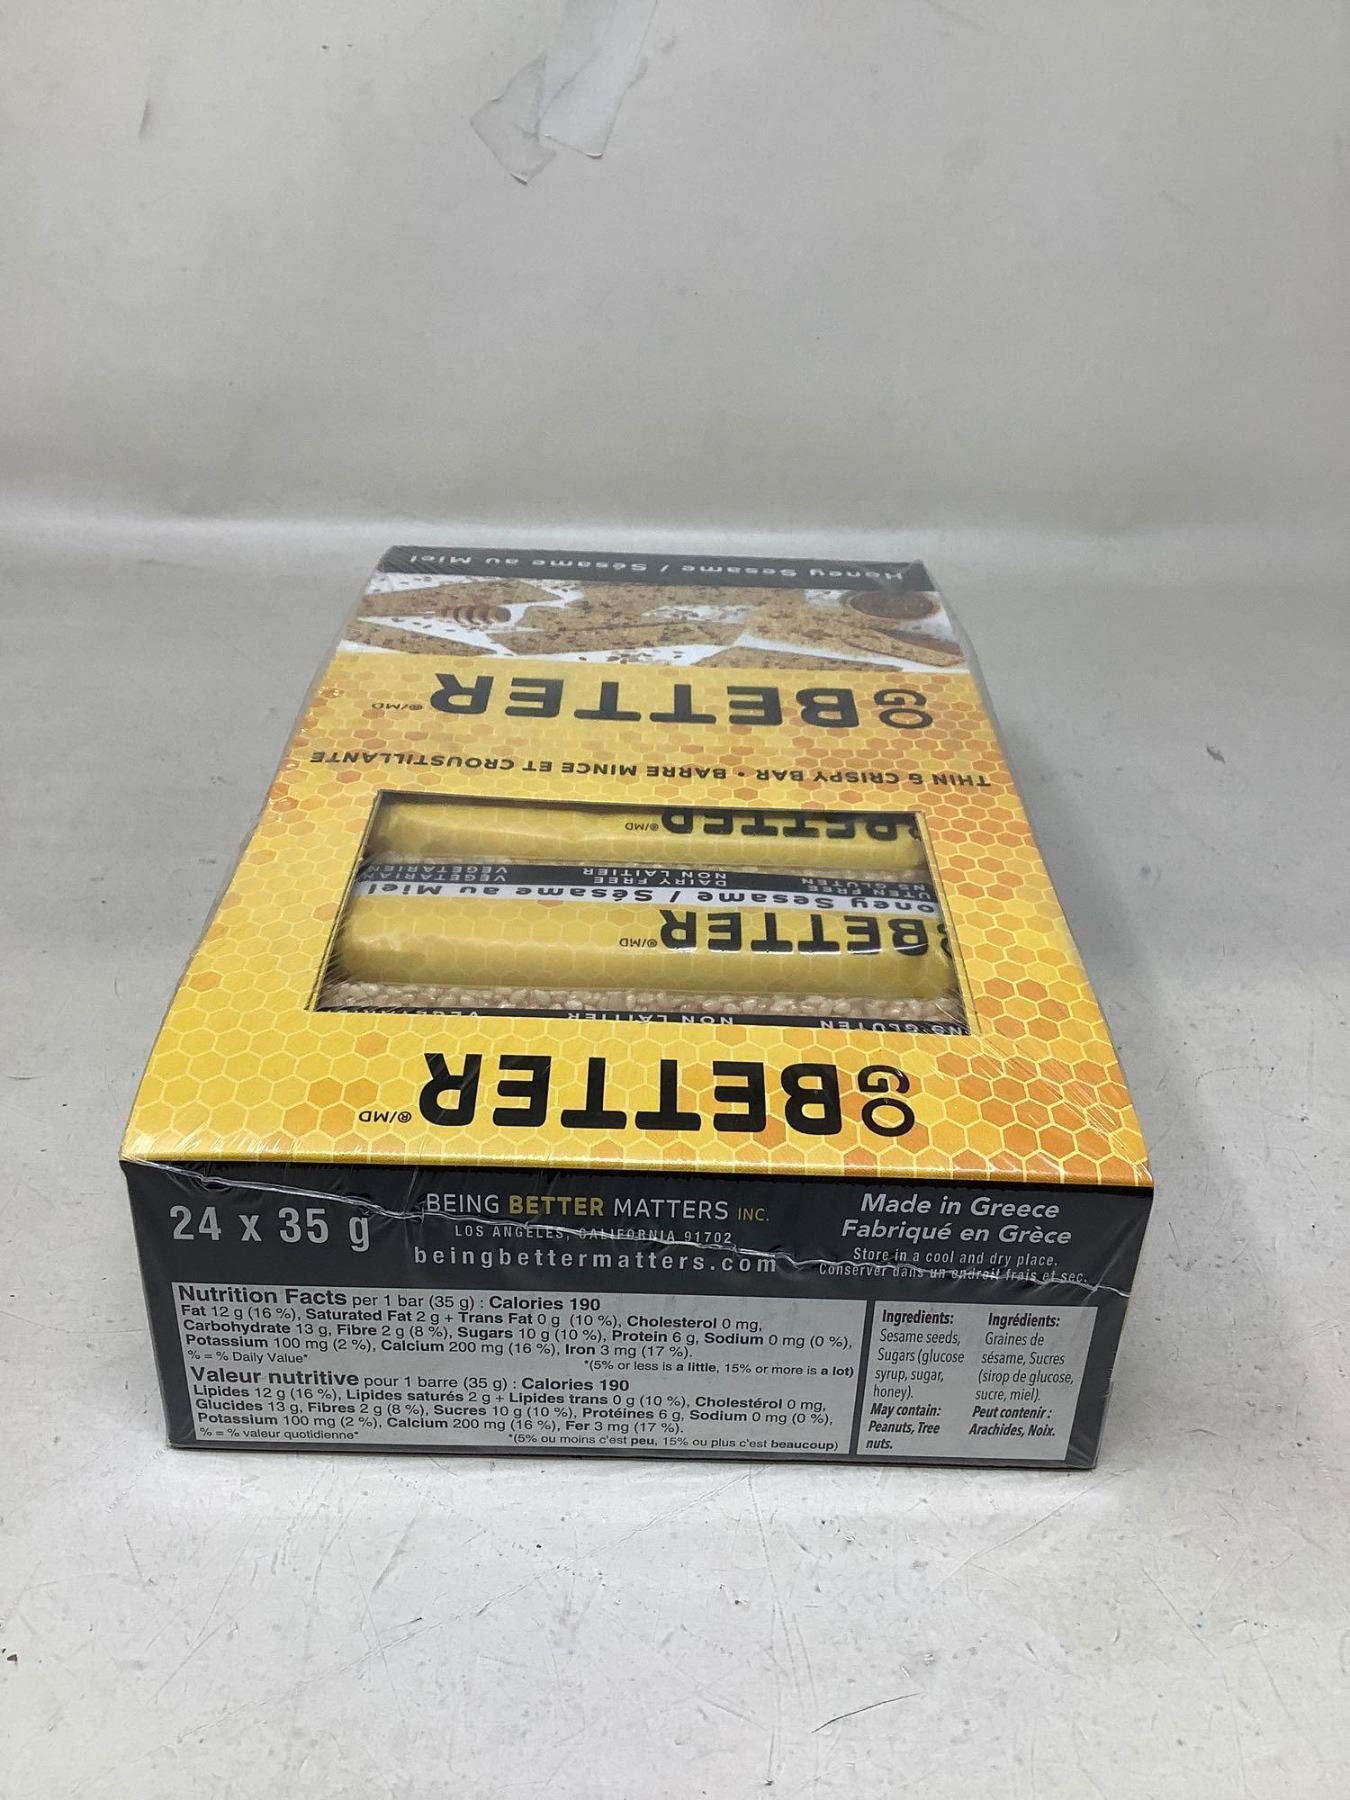 Honey Sesame / Sésame au Miel
GO BETTER ®/MD
THIN & CRISPY BAR • BARRE MINCE ET CROUSTILLANTE
BETTER ®/MD
DAIRY FREE VEGETARIAN
NS GLUTEN NON LAITIER VEGETARIEN
oney Sesame / Sésame au Miel
BETTER ®/MD
NS GLUTEN NON LAITIER
GO BETTER ®/MD
24 x 35 g
BEING BETTER MATTERS INC.
LOS ANGELES, CALIFORNIA 91702
beingbettermatters.com
Made in Greece
Fabriqué en Grèce
Store in a cool and dry place.
Conserver dans un endroit frais et sec.
Nutrition Facts per 1 bar (35 g) : Calories 190
Fat 12 g (16 %), Saturated Fat 2 g + Trans Fat 0 g (10 %), Cholesterol 0 mg,
Carbohydrate 13 g, Fibre 2 g (8 %), Sugars 10 g (10 %), Protein 6 g, Sodium 0 mg (0 %),
Potassium 100 mg (2 %), Calcium 200 mg (16 %), Iron 3 mg (17 %).
% = % Daily Value* *(5% or less is a little, 15% or more is a lot)
Valeur nutritive pour 1 barre (35 g) : Calories 190
Lipides 12 g (16 %), Lipides saturés 2 g + Lipides trans 0 g (10 %), Cholestérol 0 mg,
Glucides 13 g, Fibres 2 g (8 %), Sucres 10 g (10 %), Protéines 6 g, Sodium 0 mg (0 %),
Potassium 100 mg (2 %), Calcium 200 mg (16 %), Fer 3 mg (17 %).
% = % valeur quotidienne* *(5% ou moins c'est peu, 15% ou plus c'est beaucoup)
Ingredients:
Sesame seeds,
Sugars (glucose
syrup, sugar,
honey).
May contain:
Peanuts, Tree
nuts.
Ingrédients:
Graines de
sésame, Sucres
(sirop de glucose,
sucre, miel).
Peut contenir :
Arachides, Noix.